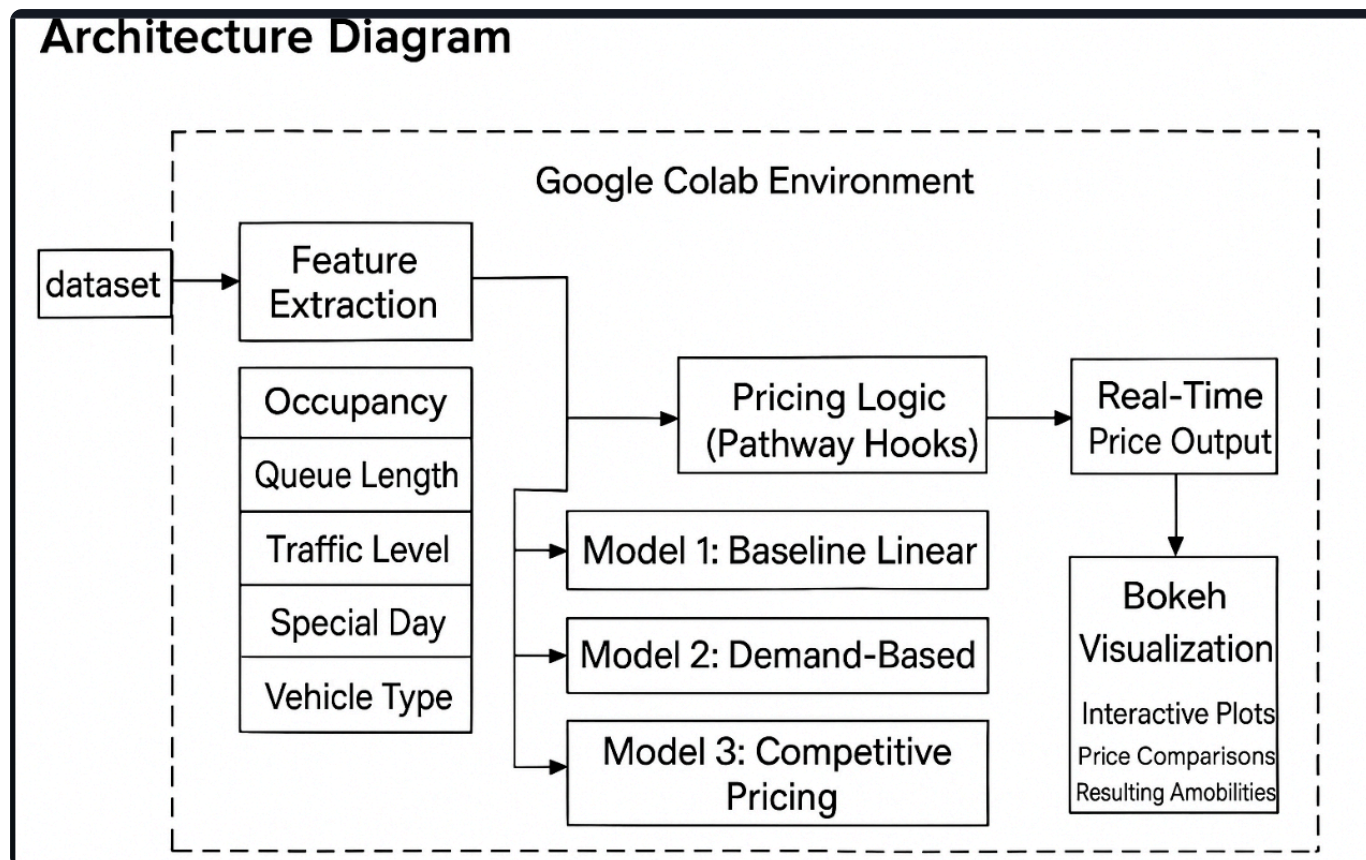 Architecture Diagram
Google Colab Environment
dataset
Feature
Extraction
Occupancy
Queue Length
Traffic Level
Special Day
Vehicle Type
Pricing Logic
(Pathway Hooks)
Model 1: Baseline Linear
Model 2: Demand-Based
Model 3: Competitive
Pricing
Real-Time
Price Output
Bokeh
Visualization
Interactive Plots
Price Comparisons
Resulting Amobilities